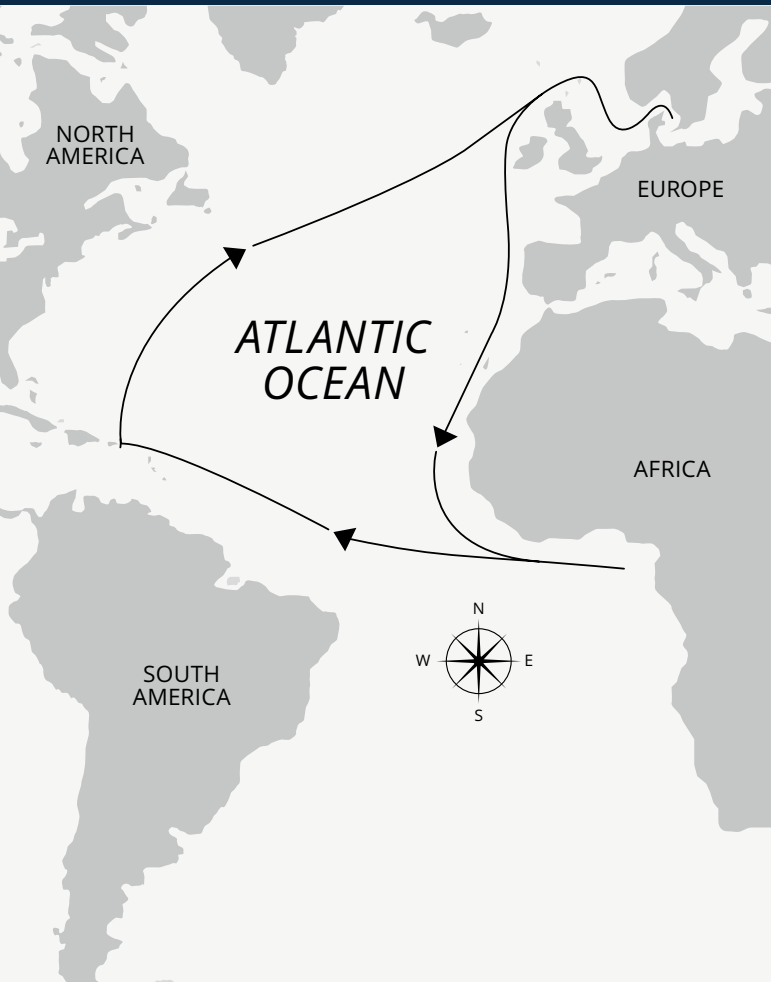 NORTH
AMERICA
EUROPE
ATLANTIC
OCEAN
AFRICA
N
W
E
S
SOUTH
AMERICA